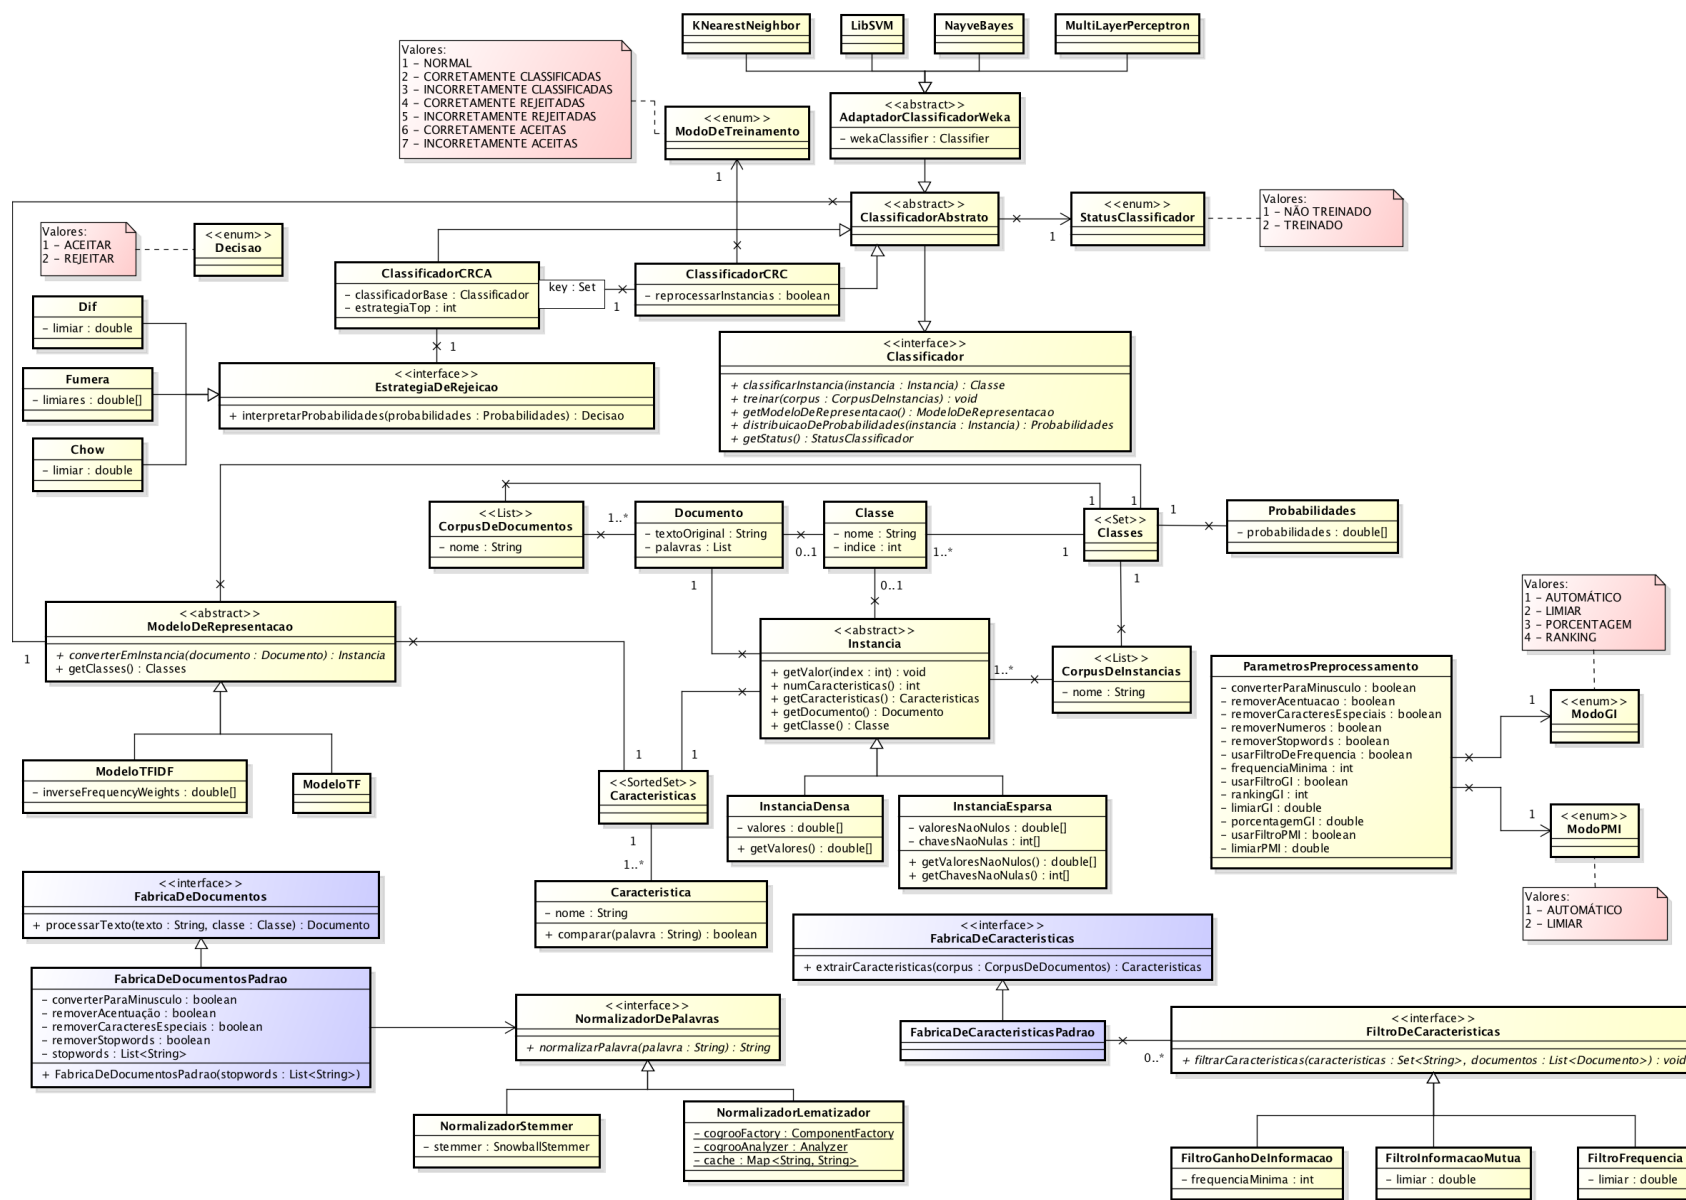 KNearestNeighbor
LibSVM
NayveBayes
MultiLayerPerceptron
Valores:
1 – NORMAL
2 – CORRETAMENTE CLASSIFICADAS
3 – INCORRETAMENTE CLASSIFICADAS
4 – CORRETAMENTE REJEITADAS
5 – INCORRETAMENTE REJEITADAS
6 – CORRETAMENTE ACEITAS
7 – INCORRETAMENTE ACEITAS
<<enum>>
ModoDeTreinamento
<<abstract>>
AdaptadorClassificadorWeka
– wekaClassifier : Classifier
1
<<abstract>>
ClassificadorAbstrato
<<enum>>
StatusClassificador
1
Valores:
1 – NÃO TREINADO
2 – TREINADO
Valores:
1 – ACEITAR
2 – REJEITAR
<<enum>>
Decisao
ClassificadorCRCA
– classificadorBase : Classificador
– estrategiaTop : int
key : Set
1
ClassificadorCRC
– reprocessarInstancias : boolean
Dif
– limiar : double
Fumera
– limiares : double[]
Chow
– limiar : double
1
<<interface>>
EstrategiaDeRejeicao
+ interpretarProbabilidades(probabilidades : Probabilidades) : Decisao
<<interface>>
Classificador
+ classificarInstancia(instancia : Instancia) : Classe
+ treinar(corpus : CorpusDeInstancias) : void
+ getModeloDeRepresentacao() : ModeloDeRepresentacao
+ distribuicaoDeProbabilidades(instancia : Instancia) : Probabilidades
+ getStatus() : StatusClassificador
<<List>>
CorpusDeDocumentos
– nome : String
1..*
Documento
– textoOriginal : String
– palavras : List
0..1
Classe
– nome : String
– indice : int
1..*
1
1
1
<<Set>>
Classes
1
Probabilidades
– probabilidades : double[]
1
0..1
1
<<abstract>>
ModeloDeRepresentacao
+ converterEmInstancia(documento : Documento) : Instancia
+ getClasses() : Classes
1
<<abstract>>
Instancia
+ getValor(index : int) : void
+ numCaracteristicas() : int
+ getCaracteristicas() : Caracteristicas
+ getDocumento() : Documento
+ getClasse() : Classe
1..*
<<List>>
CorpusDeInstancias
– nome : String
Valores:
1 – AUTOMÁTICO
2 – LIMIAR
3 – PORCENTAGEM
4 – RANKING
ParametrosPreprocessamento
– converterParaMinusculo : boolean
– removerAcentuacao : boolean
– removerCaracteresEspeciais : boolean
– removerNumeros : boolean
– removerStopwords : boolean
– usarFiltroDeFrequencia : boolean
– frequenciaMinima : int
– usarFiltroGI : boolean
– rankingGI : int
– limiarGI : double
– porcentagemGI : double
– usarFiltroPMI : boolean
– limiarPMI : double
1
<<enum>>
ModoGI
1
<<enum>>
ModoPMI
Valores:
1 – AUTOMÁTICO
2 – LIMIAR
ModeloTFIDF
– inverseFrequencyWeights : double[]
ModeloTF
1
1
<<SortedSet>>
Caracteristicas
1
1..*
InstanciaDensa
– valores : double[]
+ getValores() : double[]
InstanciaEsparsa
– valoresNaoNulos : double[]
– chavesNaoNulas : int[]
+ getValoresNaoNulos() : double[]
+ getChavesNaoNulas() : int[]
Caracteristica
– nome : String
+ comparar(palavra : String) : boolean
<<interface>>
FabricaDeDocumentos
+ processarTexto(texto : String, classe : Classe) : Documento
FabricaDeDocumentosPadrao
– converterParaMinusculo : boolean
– removerAcentuação : boolean
– removerCaracteresEspeciais : boolean
– removerStopwords : boolean
– stopwords : List<String>
+ FabricaDeDocumentosPadrao(stopwords : List<String>)
<<interface>>
NormalizadorDePalavras
+ normalizarPalavra(palavra : String) : String
NormalizadorStemmer
– stemmer : SnowballStemmer
NormalizadorLematizador
– cogrooFactory : ComponentFactory
– cogrooAnalyzer : Analyzer
– cache : Map<String, String>
<<interface>>
FabricaDeCaracteristicas
+ extrairCaracteristicas(corpus : CorpusDeDocumentos) : Caracteristicas
FabricaDeCaracteristicasPadrao
0..*
<<interface>>
FiltroDeCaracteristicas
+ filtrarCaracteristicas(caracteristicas : Set<String>, documentos : List<Documento>) : void
FiltroGanhoDeInformacao
– frequenciaMinima : int
FiltroInformacaoMutua
– limiar : double
FiltroFrequencia
– limiar : double